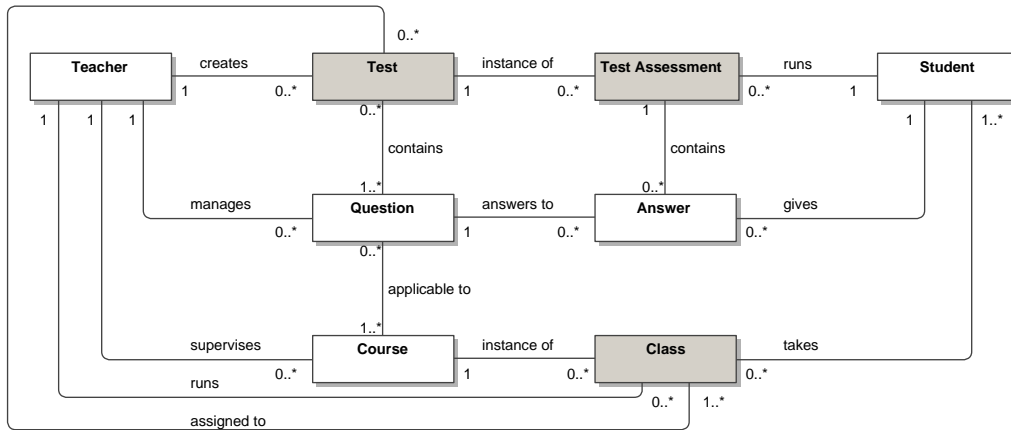 0..*
Teacher creates Test instance of Test Assessment runs Student
1 0..* 1 0..* 0..* 1
1 1 1 0..* 1 1 1..*
contains contains
1..* 0..*
manages Question answers to Answer gives
0..* 1 0..* 0..*
0..*
applicable to
1..*
supervises Course instance of Class takes
0..* 1 0..* 0..*
runs
0..* 1..*
assigned to